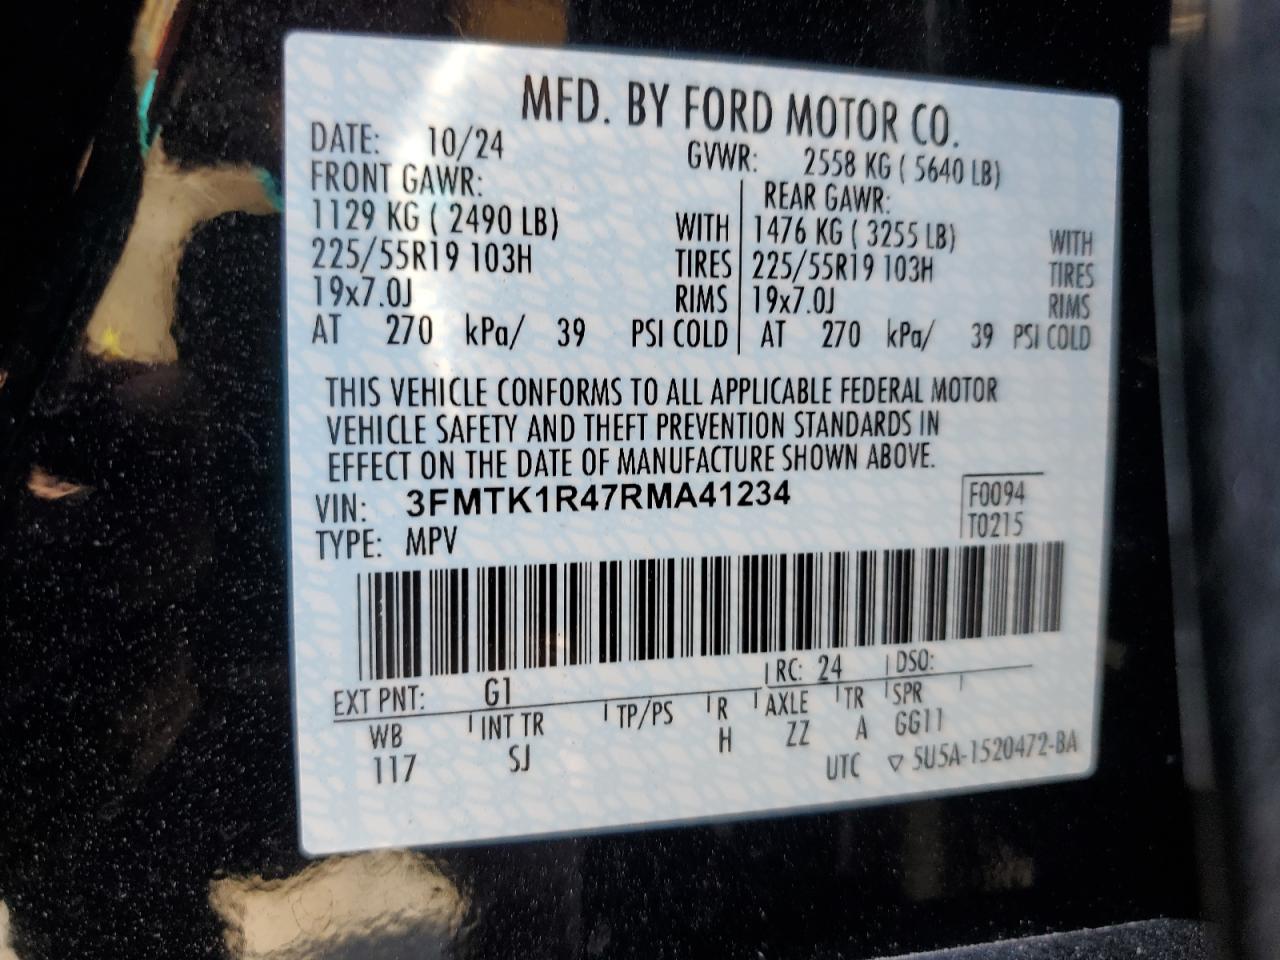 MFD. BY FORD MOTOR CO.
DATE: 10/24 GVWR: 2558 KG ( 5640 LB)
FRONT GAWR: REAR GAWR:
1129 KG ( 2490 LB) WITH 1476 KG ( 3255 LB) WITH
225/55R19 103H TIRES 225/55R19 103H TIRES
19x7.0J RIMS 19x7.0J RIMS
AT 270 kPa/ 39 PSI COLD AT 270 kPa/ 39 PSI COLD
THIS VEHICLE CONFORMS TO ALL APPLICABLE FEDERAL MOTOR
VEHICLE SAFETY AND THEFT PREVENTION STANDARDS IN
EFFECT ON THE DATE OF MANUFACTURE SHOWN ABOVE.
VIN: 3FMTK1R47RMA41234 F0094
TYPE: MPV T0215
EXT PNT: G1 RC: 24 DSO:
WB INT TR TP/PS R AXLE TR SPR
117 SJ H ZZ A GG11
UTC ▽ 5U5A-1520472-BA